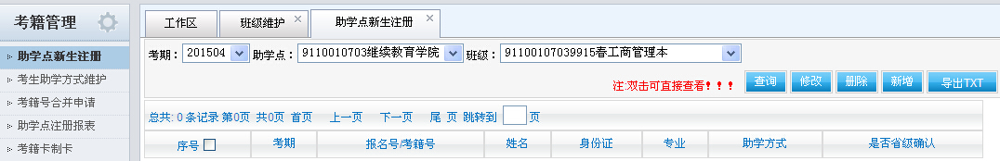 考籍管理
助学点新生注册
考生助学方式维护
考籍号合并申请
助学点注册报表
考籍卡制卡
工作区 班级维护 助学点新生注册
考期： 201504 助学点： 9110010703继续教育学院 班级： 91100107039915春工商管理本
注:双击可直接查看！！！ 查询 修改 删除 新增 导出TXT
总共: 0 条记录 第0页 共0页 首页 上一页 下一页 尾 页 跳转到 页
序号 考期 报名号/考籍号 姓名 身份证 专业 助学方式 是否省级确认